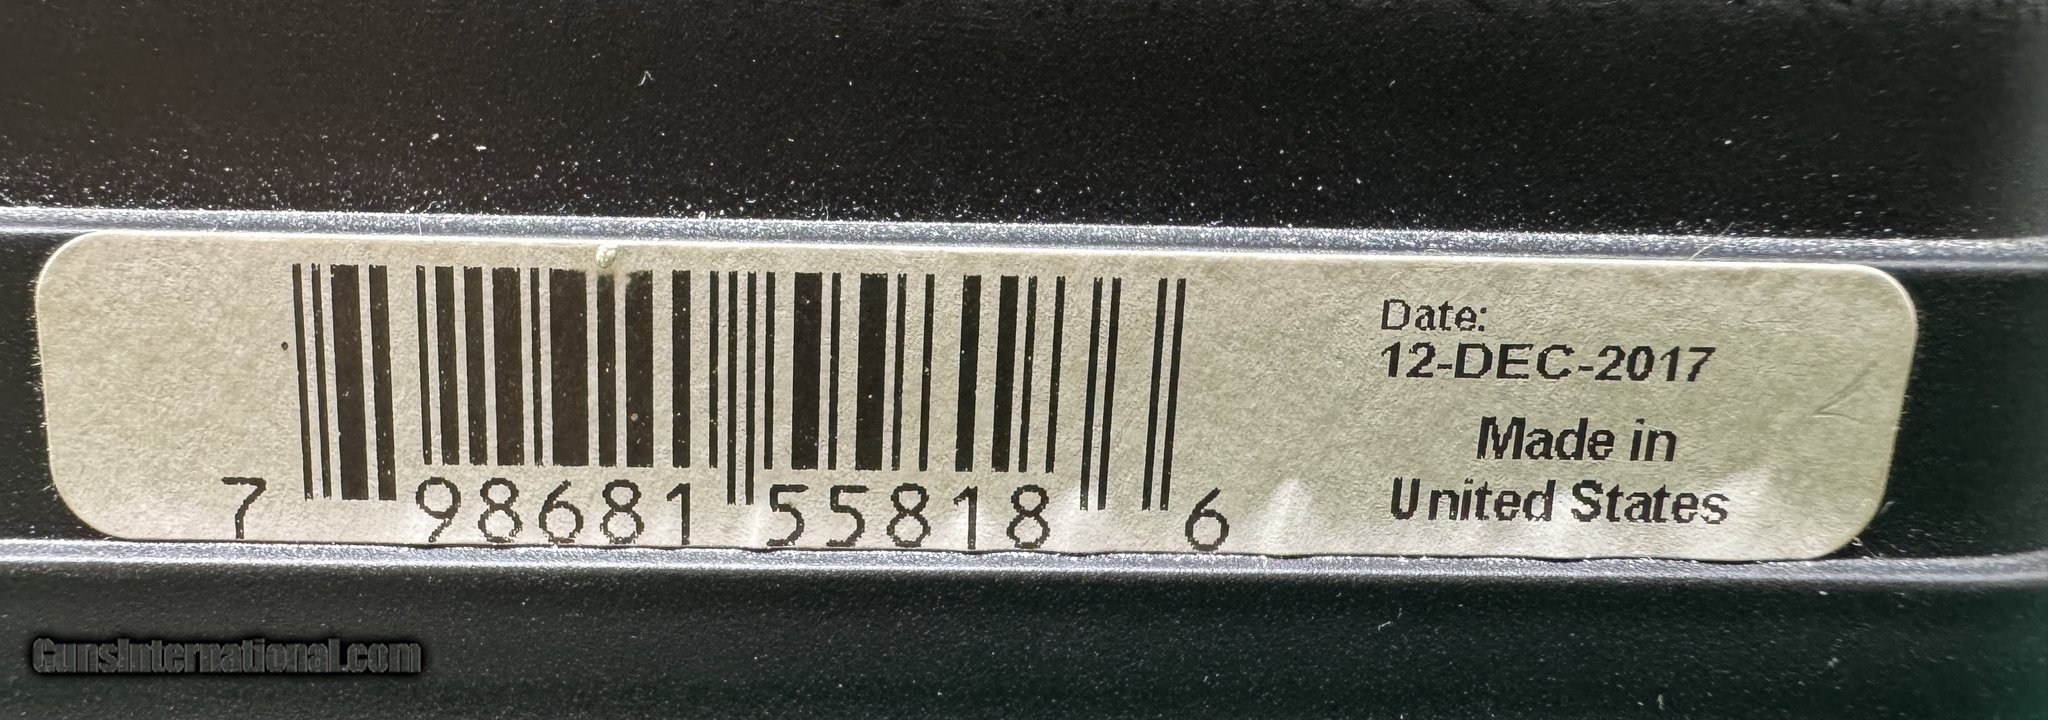 7 98681 55818 6
Date:
12-DEC-2017
Made in
United States
GunsInternational.com